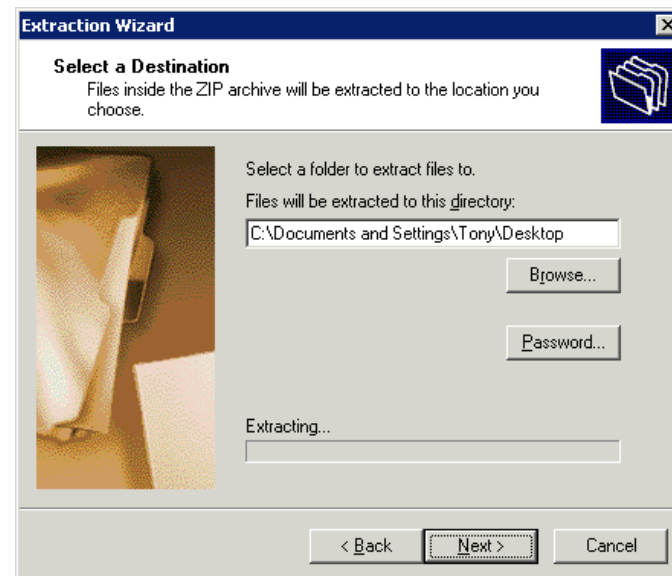 Extraction Wizard
Select a Destination
Files inside the ZIP archive will be extracted to the location you
choose.
Select a folder to extract files to.
Files will be extracted to this directory:
C:\Documents and Settings\Tony\Desktop
Browse...
Password...
Extracting...
< Back Next > Cancel